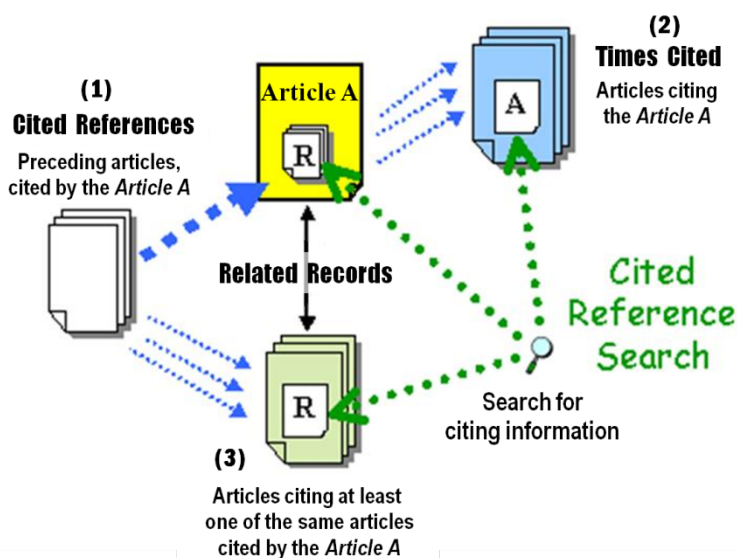 (1)
Cited References
Preceding articles,
cited by the Article A
Article A
R
(2)
Times Cited
Articles citing
the Article A
A
Related Records
R
(3)
Articles citing at least
one of the same articles
cited by the Article A
Cited
Reference
Search
Search for
citing information